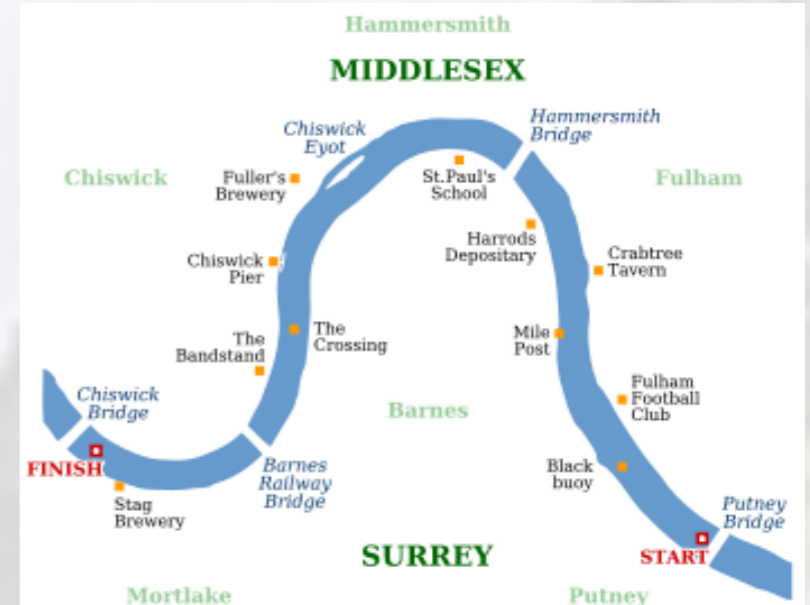 Hammersmith
MIDDLESEX
Hammersmith
Bridge
Chiswick
Eyot
Chiswick
Fuller's
Brewery
St.Paul's
School
Fulham
Harrods
Depositary
Crabtree
Tavern
Chiswick
Pier
The
Crossing
The
Bandstand
Mile
Post
Fulham
Football
Club
Chiswick
Bridge
Barnes
FINISH
Barnes
Railway
Bridge
Black
buoy
Stag
Brewery
Putney
Bridge
START
SURREY
Mortlake
Putney